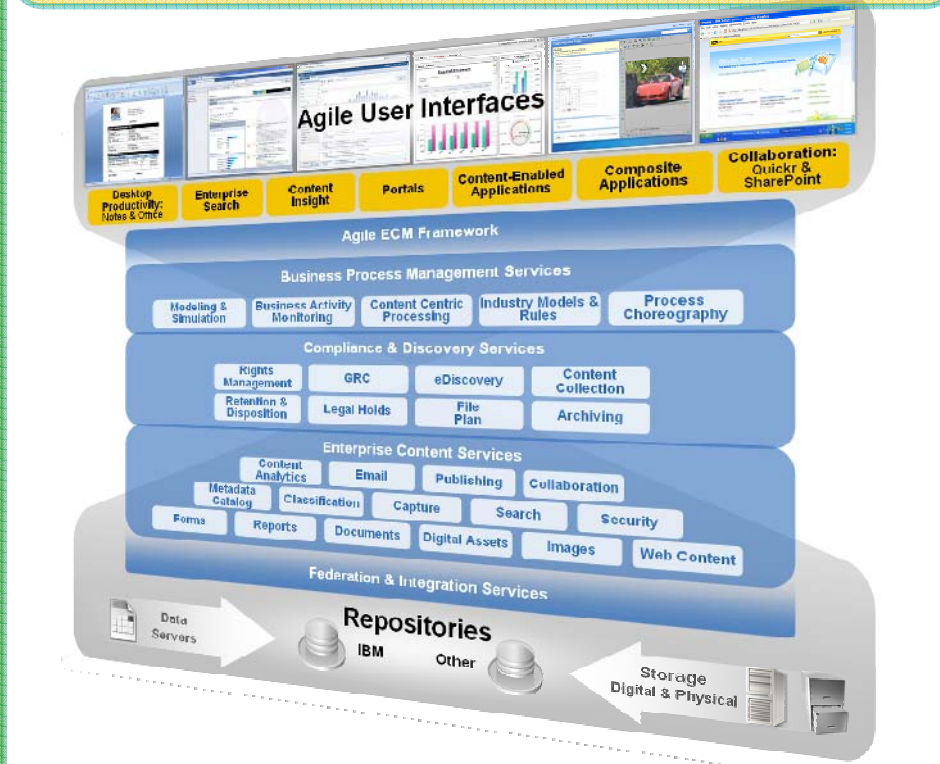 Agile User Interfaces
Desktop
Productivity:
Notes & Office
Enterprise
Search
Content
Insight
Portals
Content-Enabled
Applications
Composite
Applications
Collaboration:
Quickr &
SharePoint
Agile ECM Framework
Business Process Management Services
Modeling &
Simulation
Business Activity
Monitoring
Content Centric
Processing
Industry Models &
Rules
Process
Choreography
Compliance & Discovery Services
Rights
Management
GRC
eDiscovery
Content
Collection
Retention &
Disposition
Legal Holds
File
Plan
Archiving
Enterprise Content Services
Content
Analytics
Email
Publishing
Collaboration
Metadata
Catalog
Classification
Capture
Search
Security
Forms
Reports
Documents
Digital Assets
Images
Web Content
Federation & Integration Services
Repositories
IBM
Other
Data
Servers
Storage
Digital & Physical